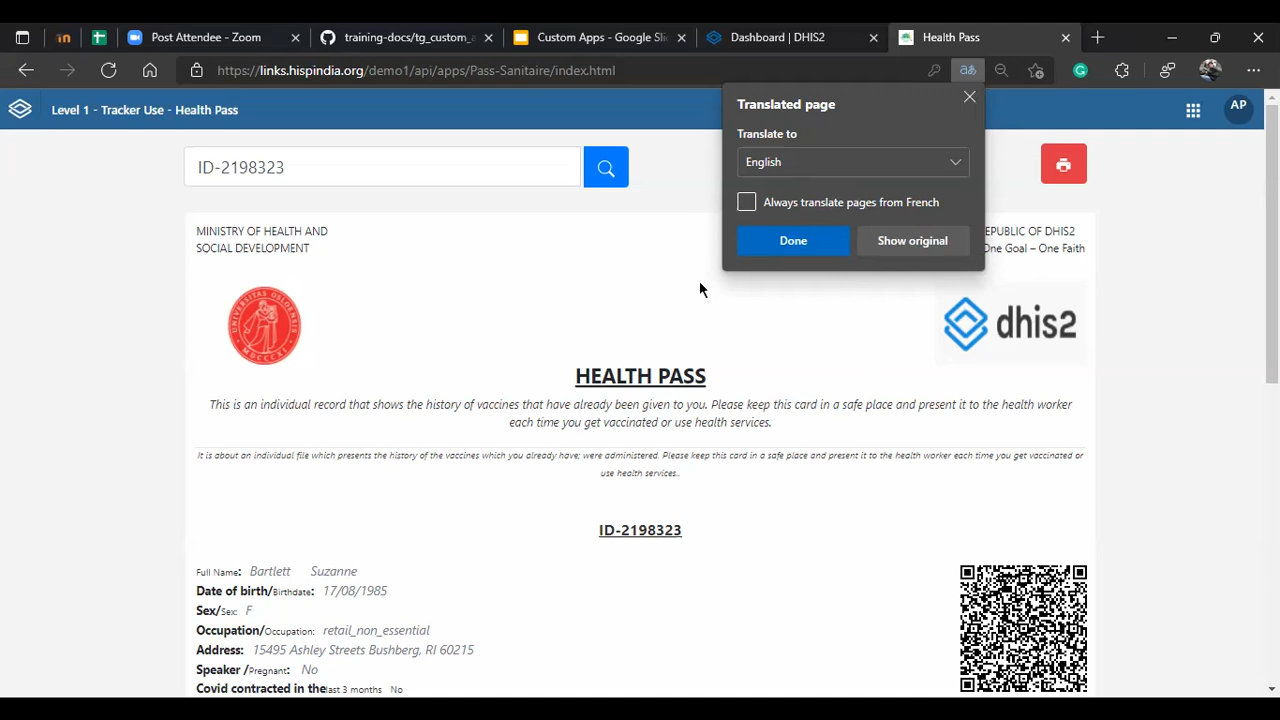 Post Attendee - Zoom
training-docs/tg_custom_a
Custom Apps - Google Sli
Dashboard | DHIS2
Health Pass
https://links.hispindia.org/demo1/api/apps/Pass-Sanitaire/index.html
Level 1 - Tracker Use - Health Pass
AP
Translated page
Translate to
English
Always translate pages from French
Done
Show original
ID-2198323
MINISTRY OF HEALTH AND
SOCIAL DEVELOPMENT
EPUBLIC OF DHIS2
One Goal – One Faith
UNIVERSITAS OSLOENSIS
MDCCCXI
dhis2
HEALTH PASS
This is an individual record that shows the history of vaccines that have already been given to you. Please keep this card in a safe place and present it to the health worker
each time you get vaccinated or use health services.
It is about an individual file which presents the history of the vaccines which you already have; were administered. Please keep this card in a safe place and present it to the health worker each time you get vaccinated or
use health services..
ID-2198323
Full Name: Bartlett Suzanne
Date of birth/Birthdate: 17/08/1985
Sex/Sex: F
Occupation/Occupation: retail_non_essential
Address: 15495 Ashley Streets Bushberg, RI 60215
Speaker /Pregnant: No
Covid contracted in the last 3 months No